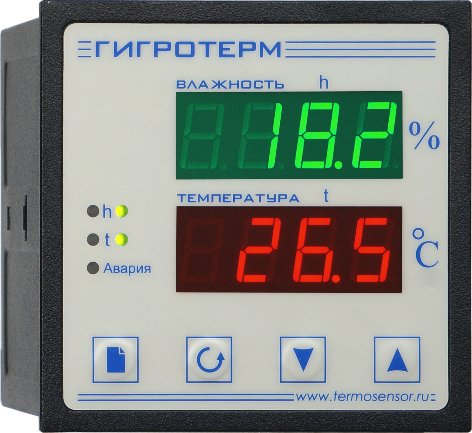 ГИГРОТЕРМ
ВЛАЖНОСТЬ h
18.2 %
ТЕМПЕРАТУРА t
26.5 °C
h
t
Авария
www.termosensor.ru